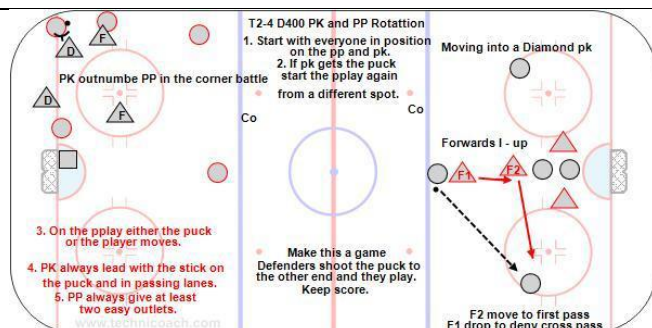 T2-4 D400 PK and PP Rotattion
1. Start with everyone in position
on the pp and pk.
2. If pk gets the puck
start the pplay again
from a different spot.
Moving into a Diamond pk
D
F
PK outnumbe PP in the corner battle
D
F
Co
Co
Forwards I - up
F1
F2
3. On the pplay either the puck
or the player moves.
4. PK always lead with the stick on
the puck and in passing lanes.
5. PP always give at least
two easy outlets.
Make this a game
Defenders shoot the puck to
the other end and they play.
Keep score.
F2 move to first pass
F1 drop to deny cross pass
www.technicoach.com